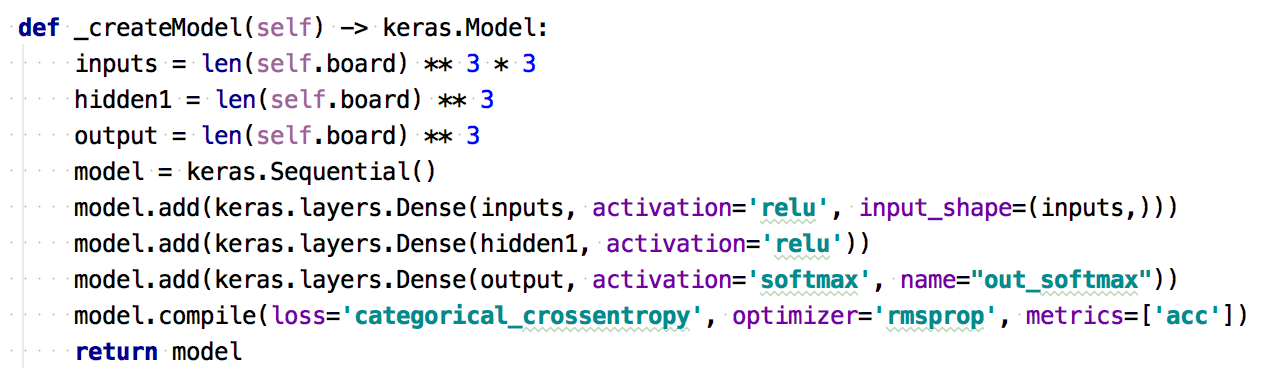 def _createModel(self) -> keras.Model:
    inputs = len(self.board) ** 3 * 3
    hidden1 = len(self.board) ** 3
    output = len(self.board) ** 3
    model = keras.Sequential()
    model.add(keras.layers.Dense(inputs, activation='relu', input_shape=(inputs,)))
    model.add(keras.layers.Dense(hidden1, activation='relu'))
    model.add(keras.layers.Dense(output, activation='softmax', name="out_softmax"))
    model.compile(loss='categorical_crossentropy', optimizer='rmsprop', metrics=['acc'])
    return model